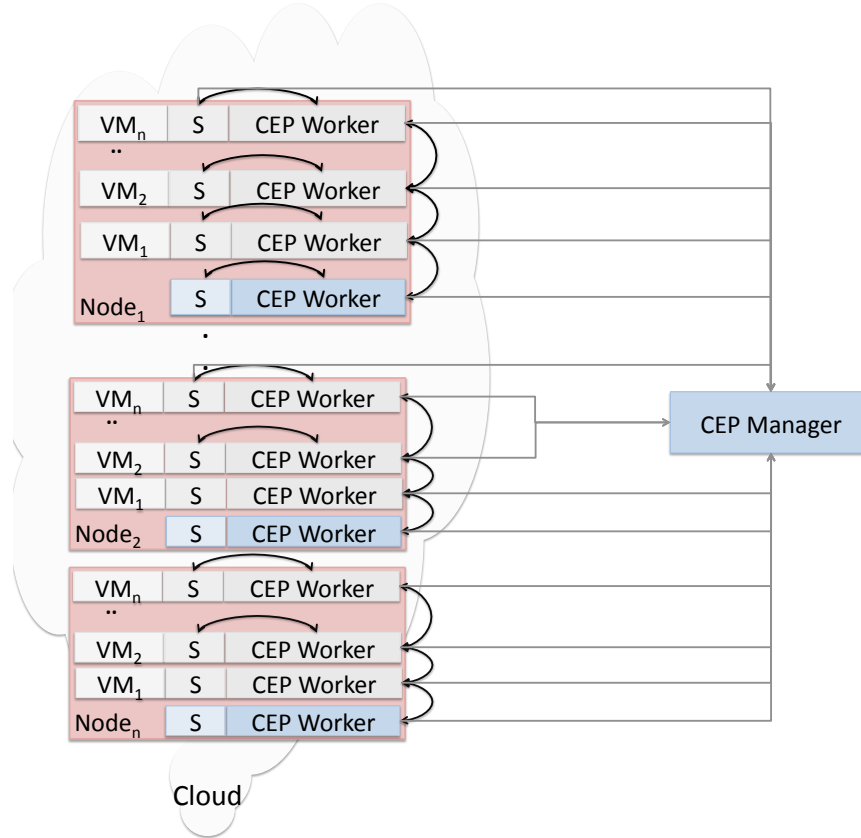 VMₙ S CEP Worker
..
VM₂ S CEP Worker
VM₁ S CEP Worker
S CEP Worker
Node₁
.
.
VMₙ S CEP Worker
..
VM₂ S CEP Worker
VM₁ S CEP Worker
Node₂ S CEP Worker
CEP Manager
VMₙ S CEP Worker
..
VM₂ S CEP Worker
VM₁ S CEP Worker
Nodeₙ S CEP Worker
Cloud